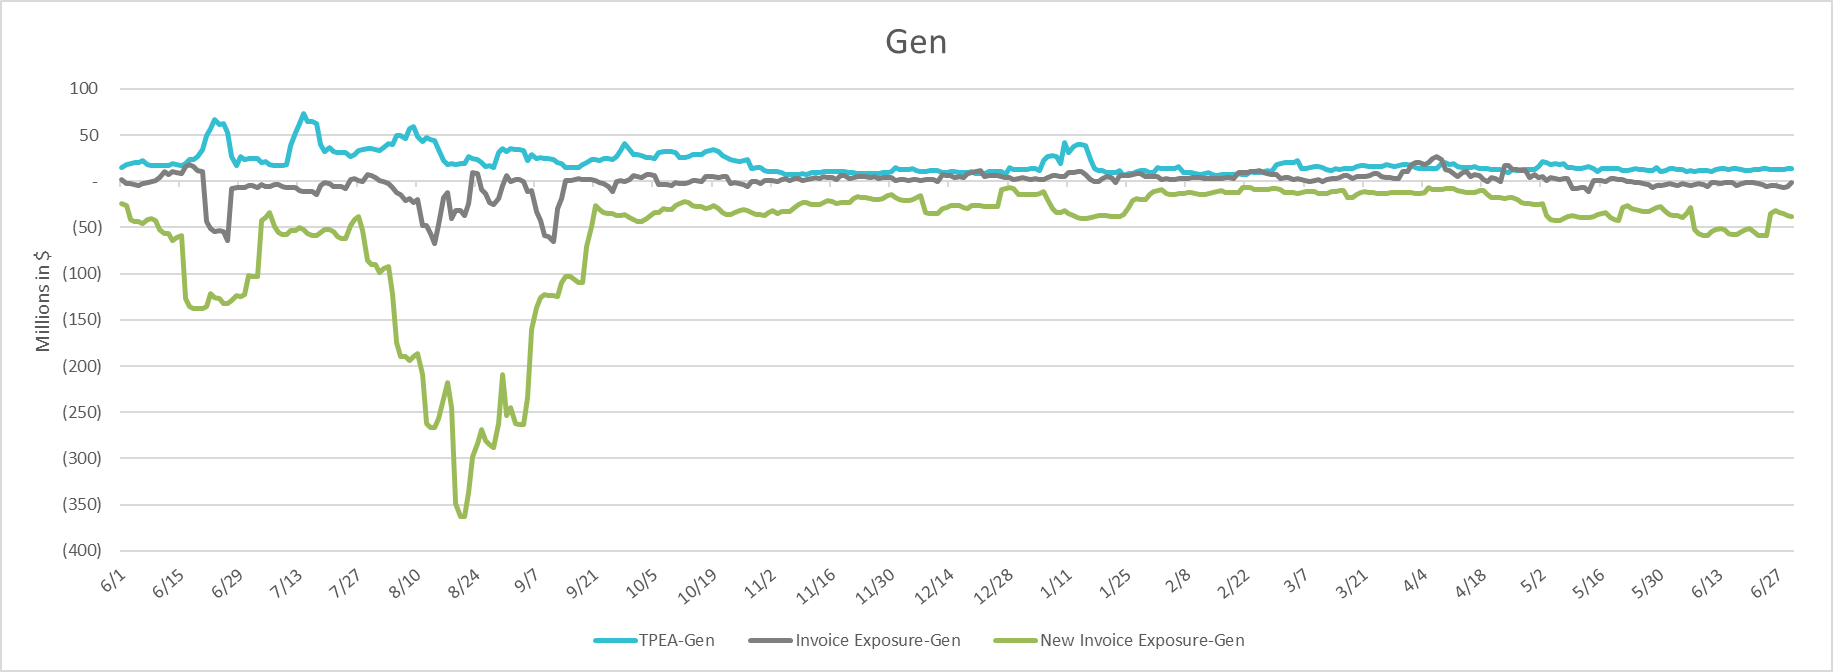 Gen
100
50
-
(50)
(100)
(150)
(200)
(250)
(300)
(350)
(400)
Millions in $
6/1 6/15 6/29 7/13 7/27 8/10 8/24 9/7 9/21 10/5 10/19 11/2 11/16 11/30 12/14 12/28 1/11 1/25 2/8 2/22 3/7 3/21 4/4 4/18 5/2 5/16 5/30 6/13 6/27
TPEA-Gen Invoice Exposure-Gen New Invoice Exposure-Gen